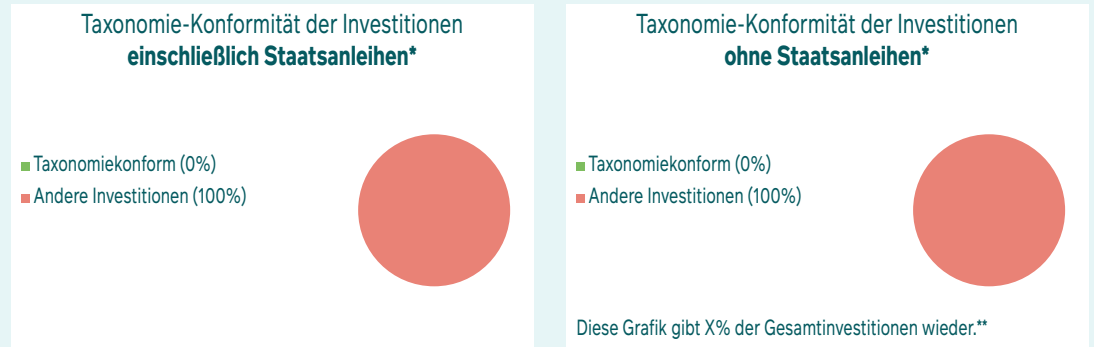 Taxonomie-Konformität der Investitionen
einschließlich Staatsanleihen*
Taxonomiekonform (0%)
Andere Investitionen (100%)
Taxonomie-Konformität der Investitionen
ohne Staatsanleihen*
Taxonomiekonform (0%)
Andere Investitionen (100%)
Diese Grafik gibt X% der Gesamtinvestitionen wieder.**